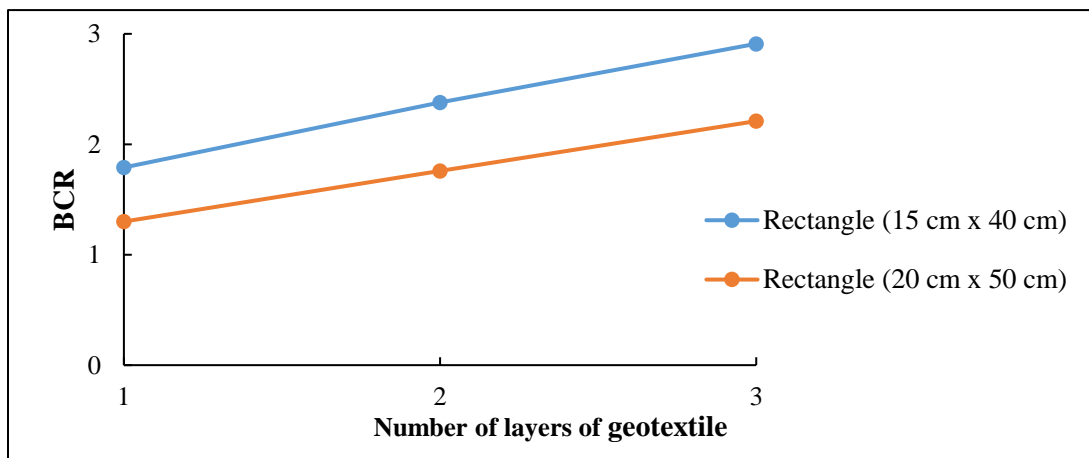 3
2
1
0
BCR
1
2
3
Number of layers of geotextile
Rectangle (15 cm x 40 cm)
Rectangle (20 cm x 50 cm)